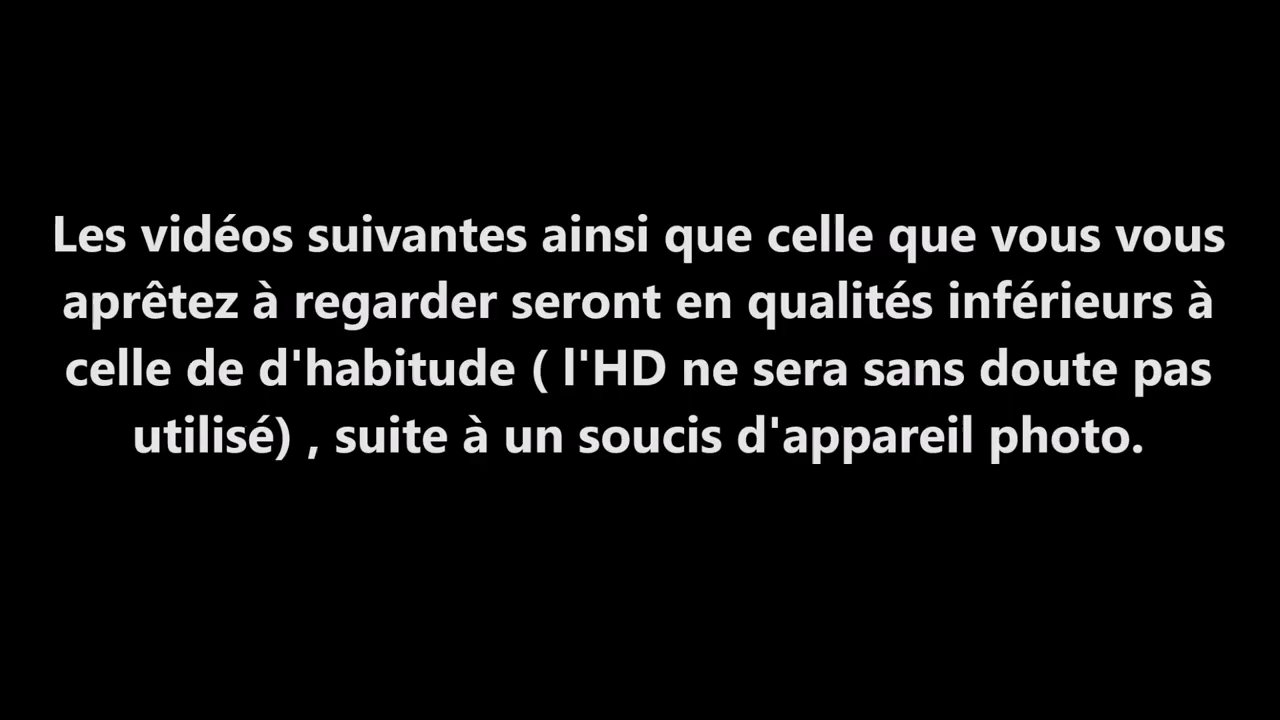 Les vidéos suivantes ainsi que celle que vous vous
aprêtez à regarder seront en qualités inférieurs à
celle de d'habitude ( l'HD ne sera sans doute pas
utilisé) , suite à un soucis d'appareil photo.